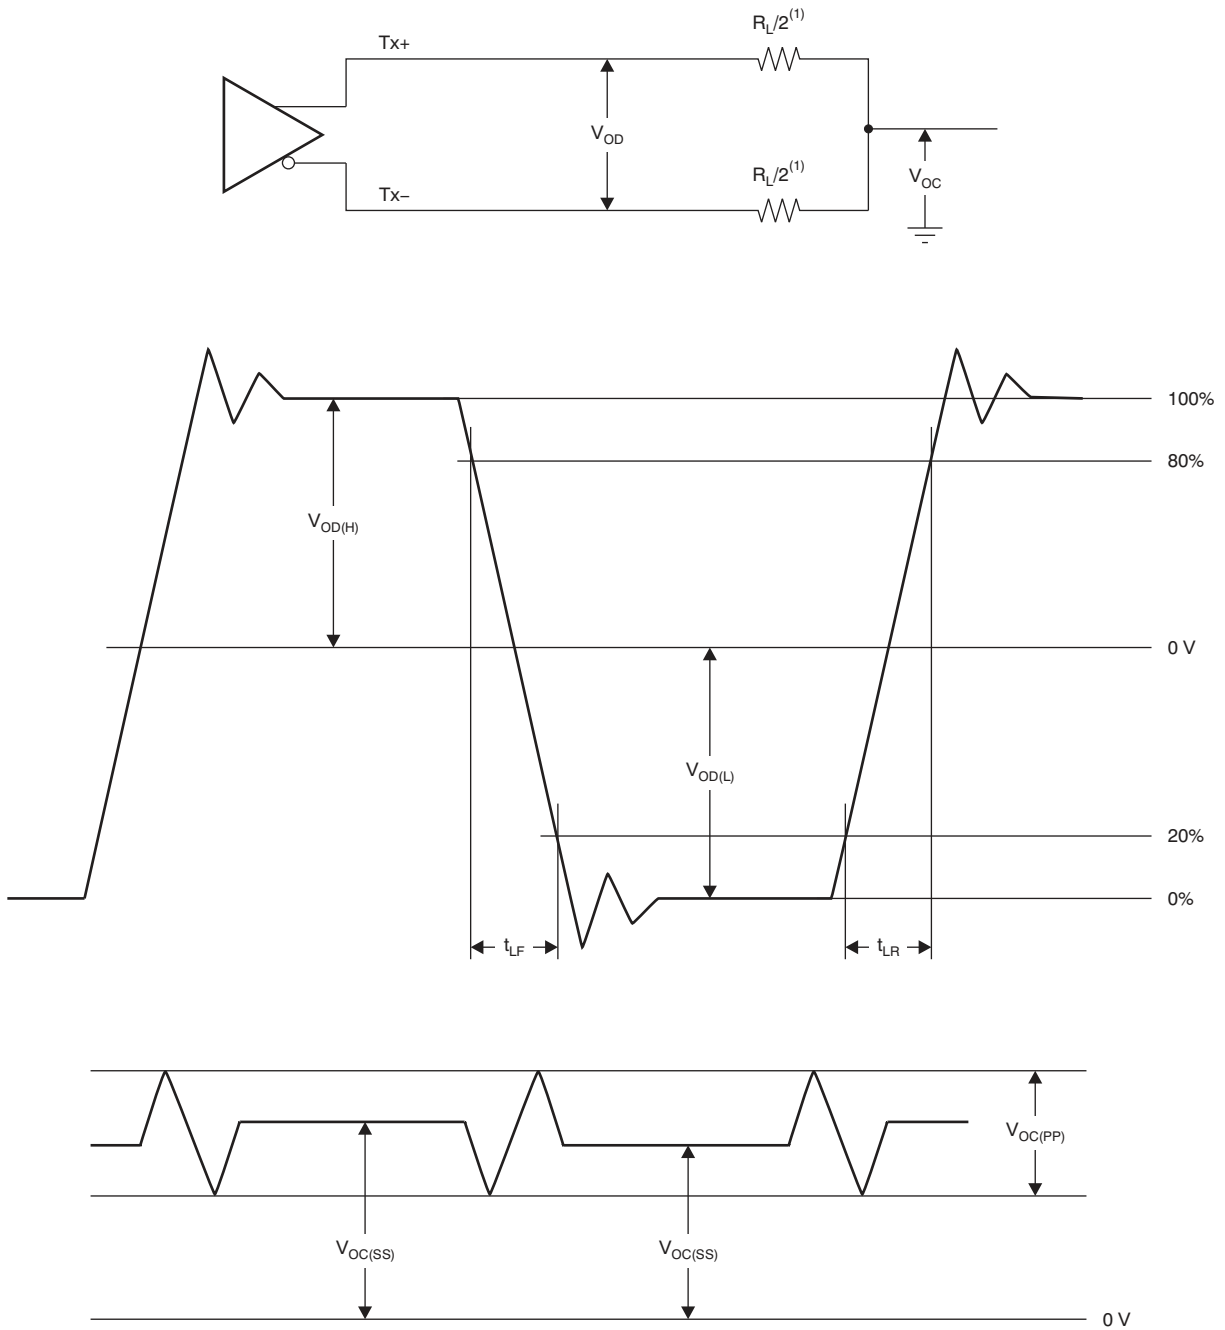 R_L/2^(1)
Tx+
V_OD
R_L/2^(1)
V_OC
Tx–
100%
80%
V_OD(H)
0 V
V_OD(L)
20%
0%
t_LF
t_LR
V_OC(PP)
V_OC(SS)
V_OC(SS)
0 V